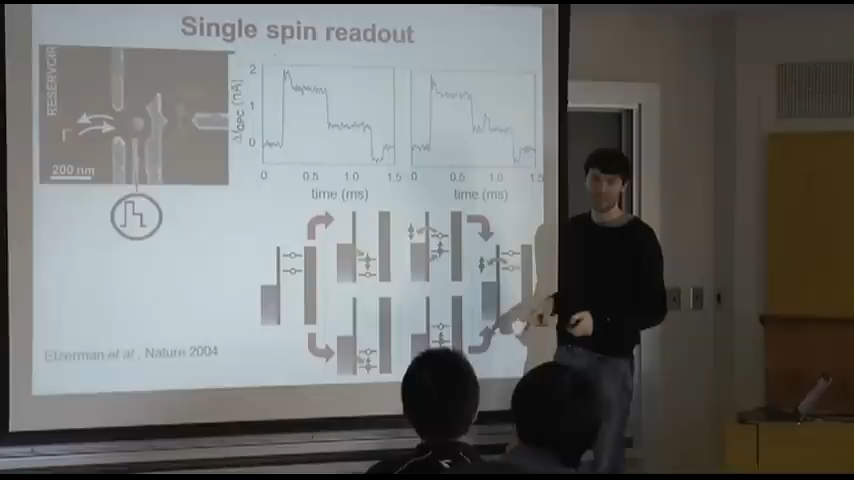 Single spin readout
RESERVOIR
Γ
200 nm
ΔI_QPC (nA)
2
1
0
0 0.5 1.0 1.5
time (ms)
0 0.5 1.0 1.5
time (ms)
Elzerman et al., Nature 2004